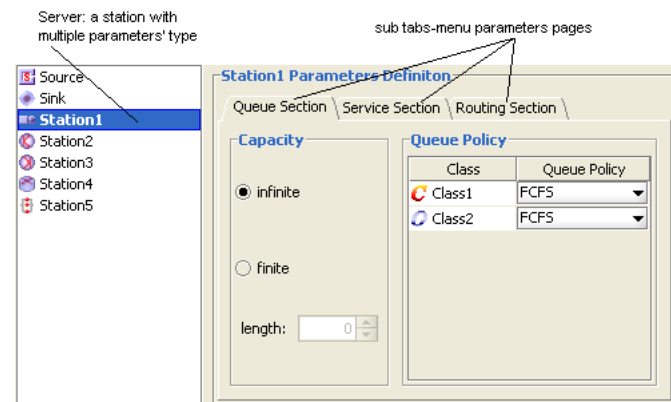 Server: a station with
multiple parameters' type
sub tabs-menu parameters pages
Source
Sink
Station1
Station2
Station3
Station4
Station5
Station1 Parameters Definiton
Queue Section
Service Section
Routing Section
Capacity
infinite
finite
length:
0
Queue Policy
Class
Queue Policy
Class1
FCFS
Class2
FCFS